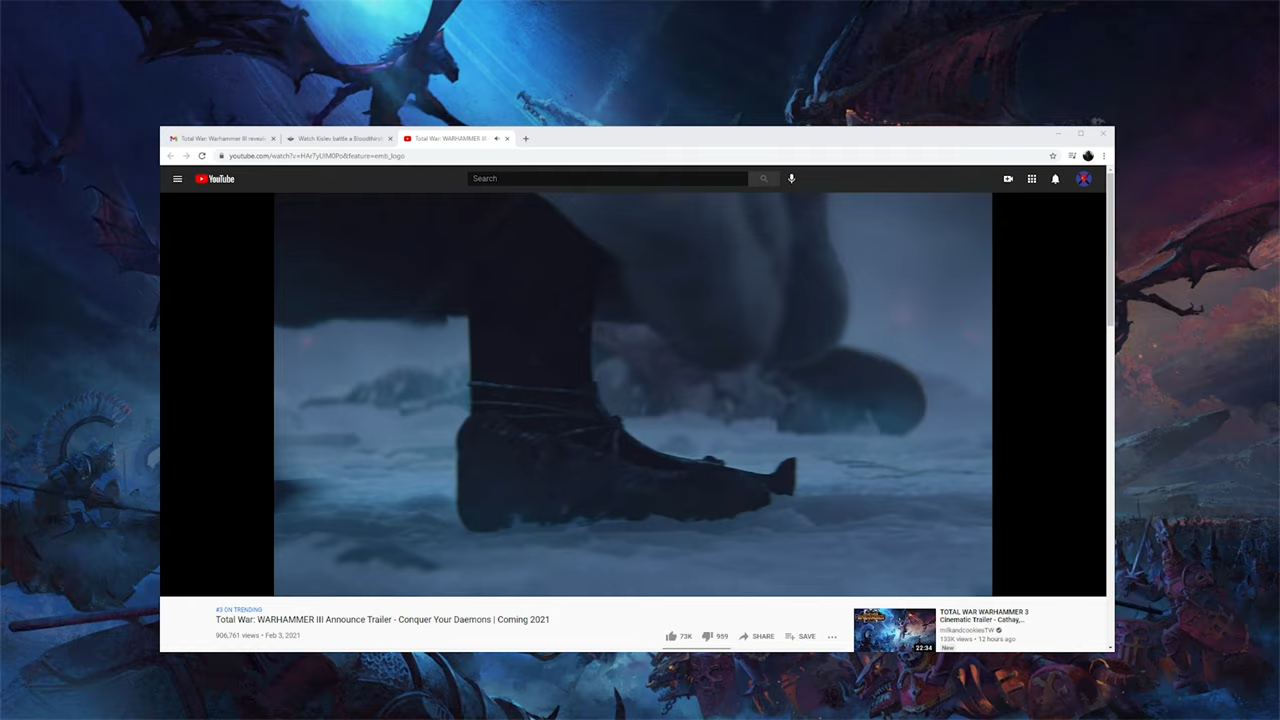 Total War: Warhammer III reveals
Watch Kislev battle a Bloodthirst
Total War: WARHAMMER III
youtube.com/watch?v=HAr7yUlM0Po&feature=emb_logo
YouTube
Search
#3 ON TRENDING
Total War: WARHAMMER III Announce Trailer - Conquer Your Daemons | Coming 2021
906,761 views • Feb 3, 2021
73K
959
SHARE
SAVE
22:34
TOTAL WAR WARHAMMER 3
Cinematic Trailer - Cathay,...
milkandcookiesTW
133K views • 12 hours ago
New